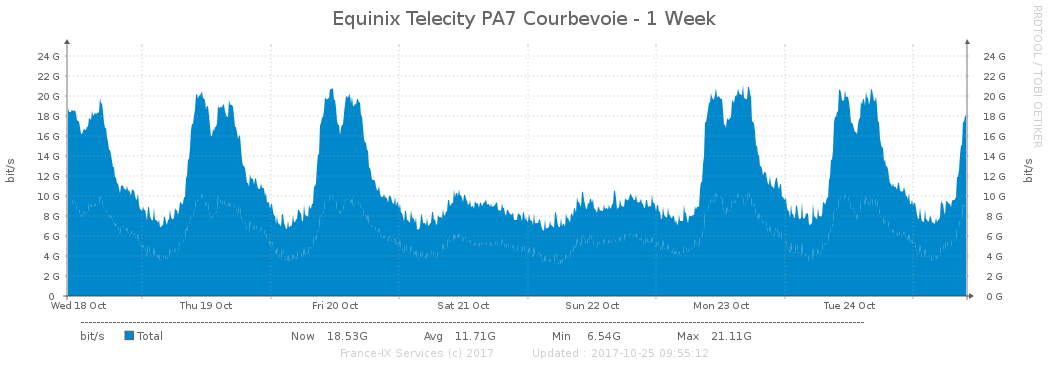 Equinix Telecity PA7 Courbevoie - 1 Week
RRDTOOL / TOBI OETIKER
24 G 24 G
22 G 22 G
20 G 20 G
18 G 18 G
16 G 16 G
14 G 14 G
12 G 12 G
10 G 10 G
8 G 8 G
6 G 6 G
4 G 4 G
2 G 2 G
0 0 G
bit/s
bit/s
Wed 18 Oct Thu 19 Oct Fri 20 Oct Sat 21 Oct Sun 22 Oct Mon 23 Oct Tue 24 Oct
bit/s Total Now 18.53G Avg 11.71G Min 6.54G Max 21.11G
France-IX Services (c) 2017 Updated : 2017-10-25 09:55:12